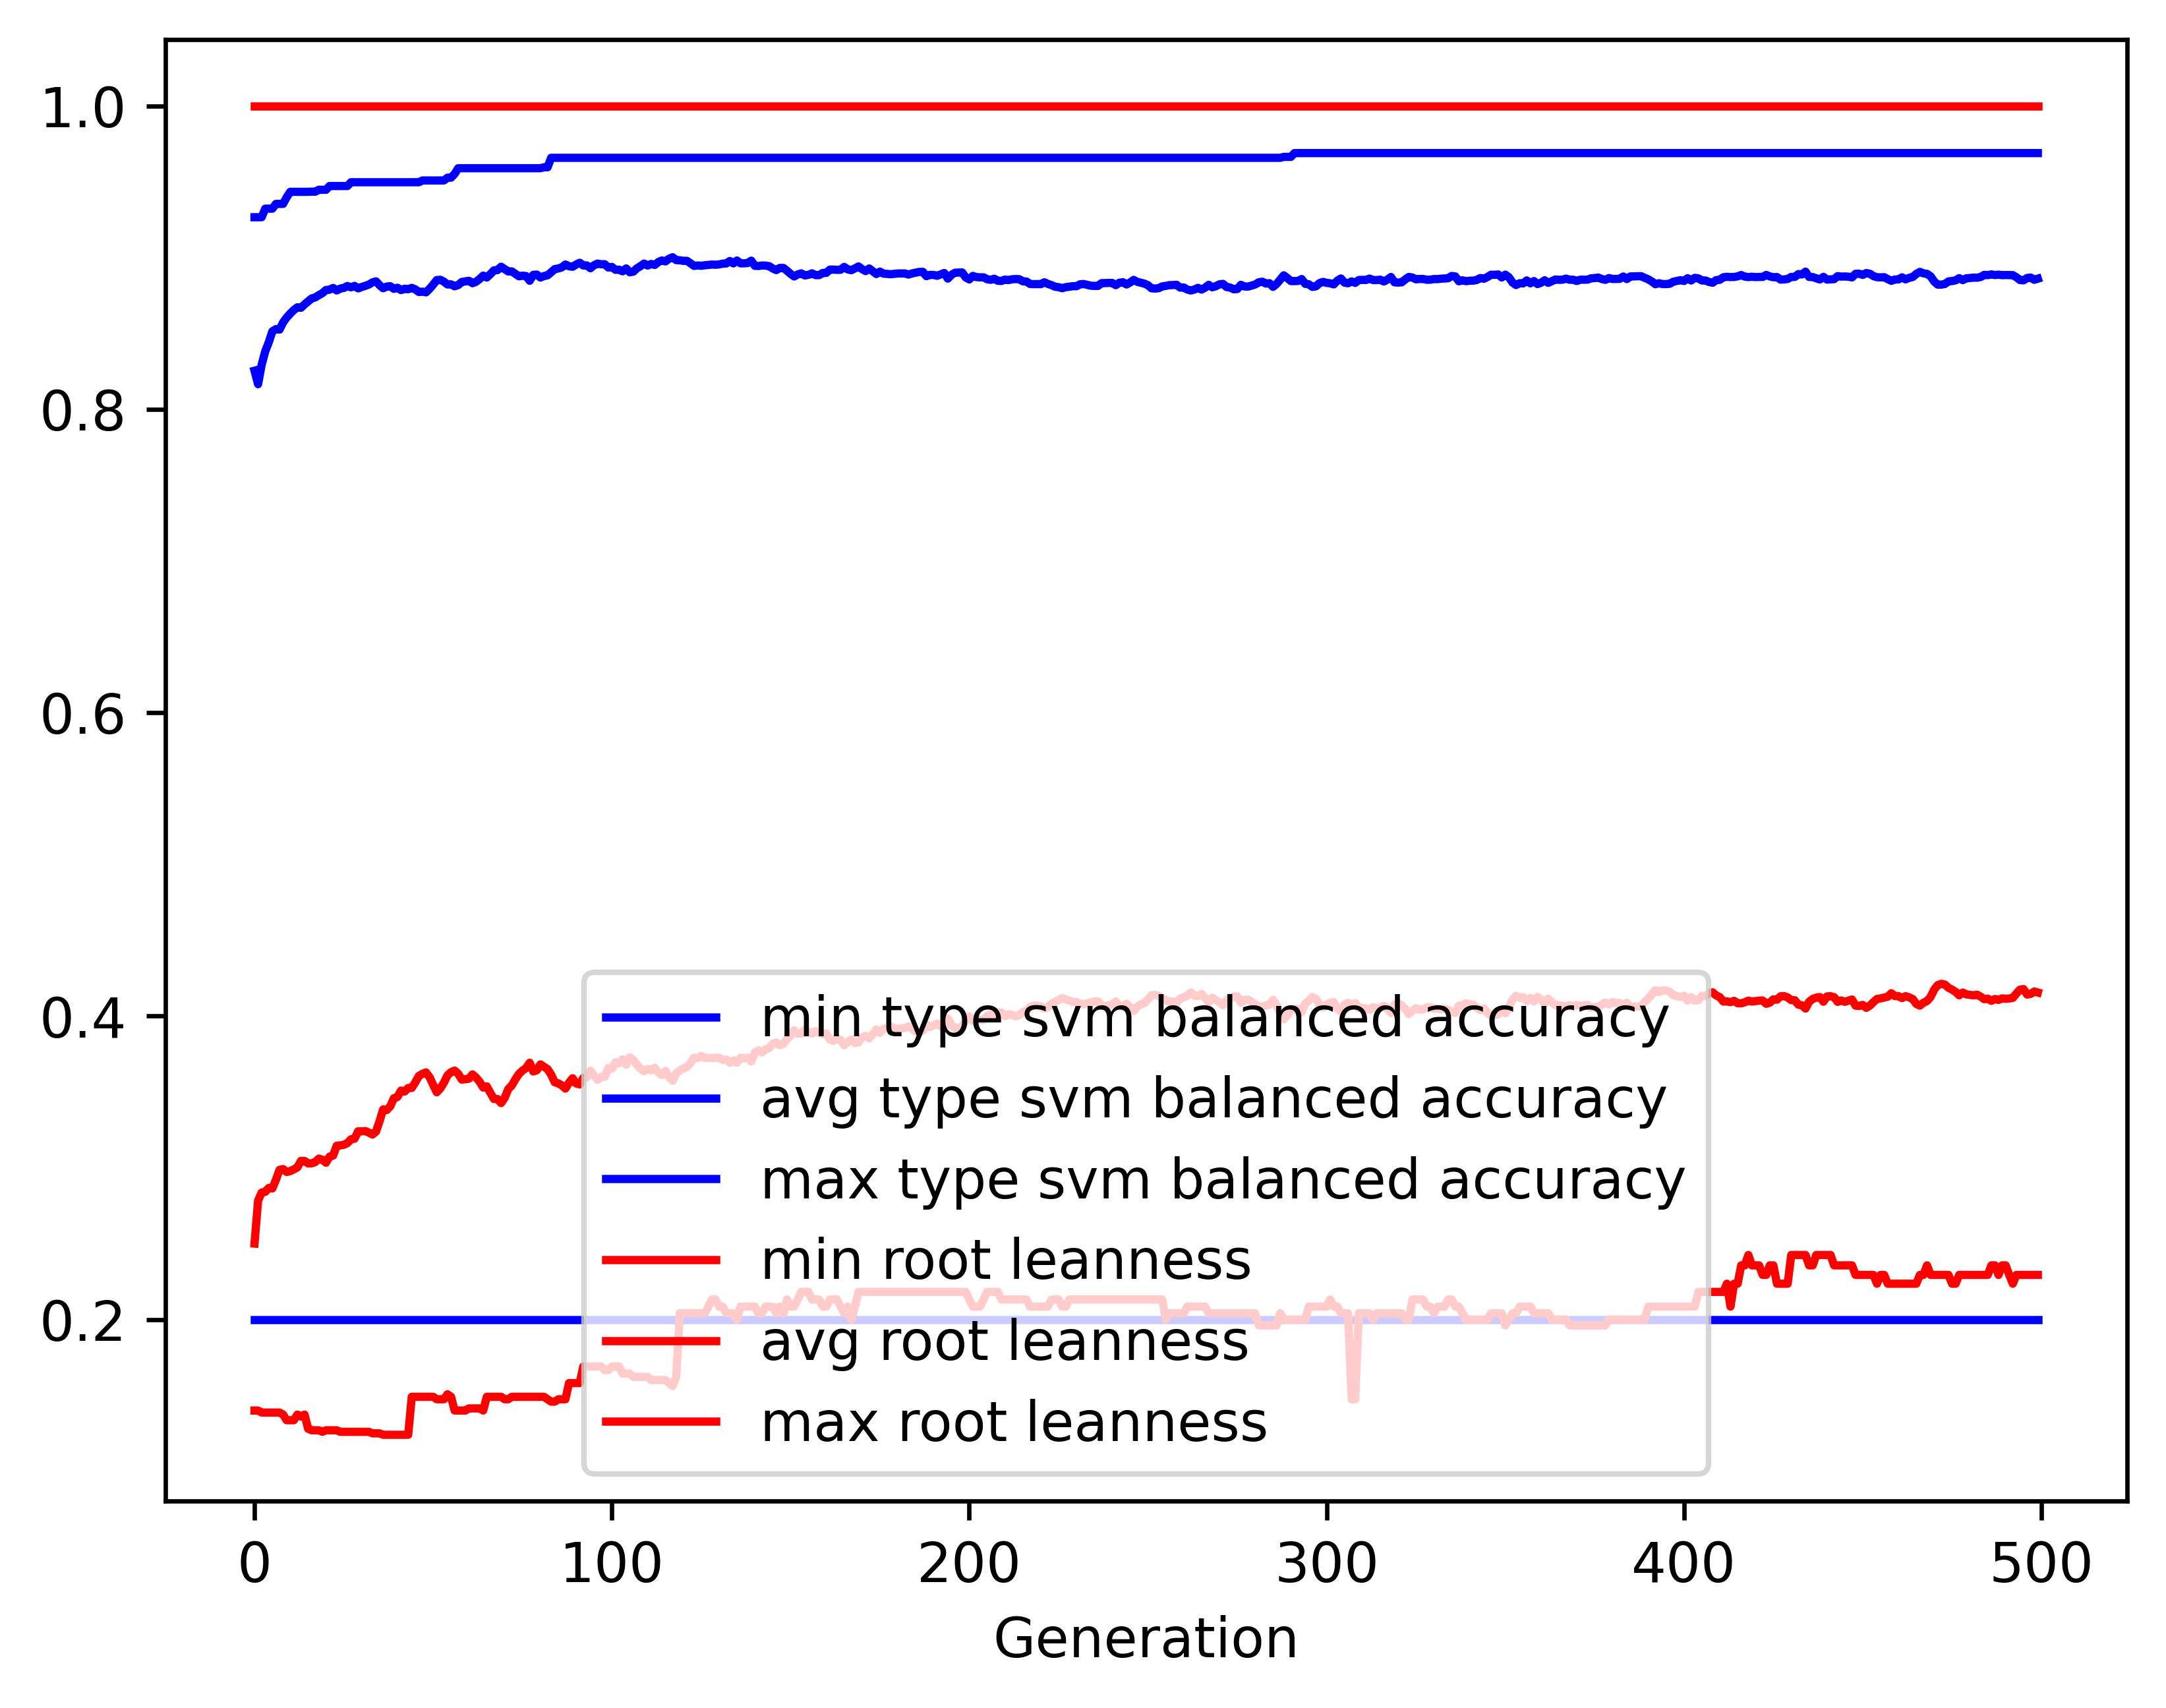 1.0
0.8
0.6
0.4
0.2
min type svm balanced accuracy
avg type svm balanced accuracy
max type svm balanced accuracy
min root leanness
avg root leanness
max root leanness
0 100 200 300 400 500
Generation